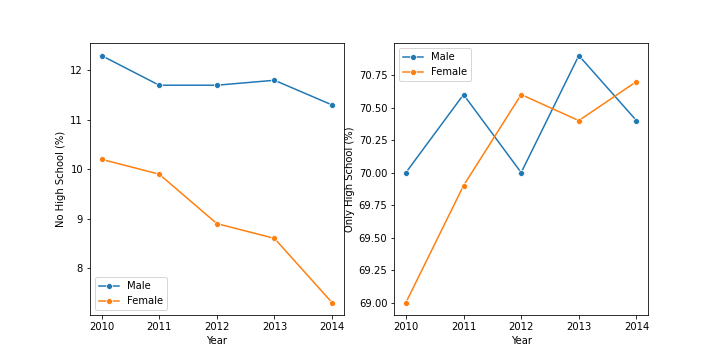 No High School (%)
12
11
10
9
8
Male
Female
2010 2011 2012 2013 2014
Year
Only High School (%)
70.75
70.50
70.25
70.00
69.75
69.50
69.25
69.00
Male
Female
2010 2011 2012 2013 2014
Year